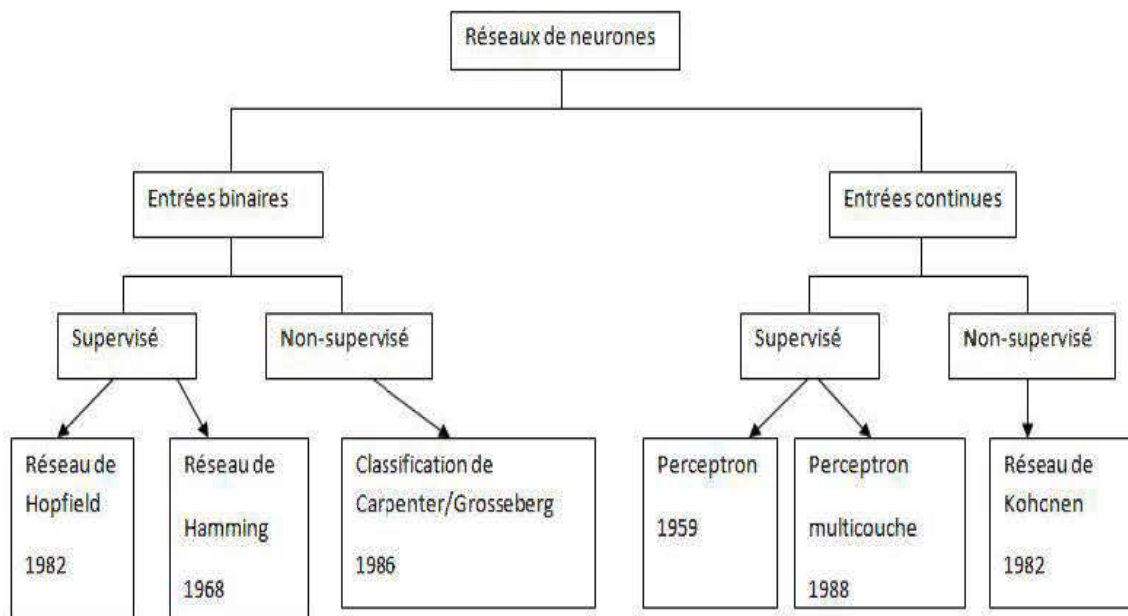 Réseaux de neurones
Entrées binaires
Entrées continues
Supervisé
Non-supervisé
Supervisé
Non-supervisé
Réseau de
Hopfield
1982
Réseau de
Hamming
1968
Classification de
Carpenter/Grosseberg
1986
Perceptron
1959
Perceptron
multicouche
1988
Réseau de
Kohcnen
1982